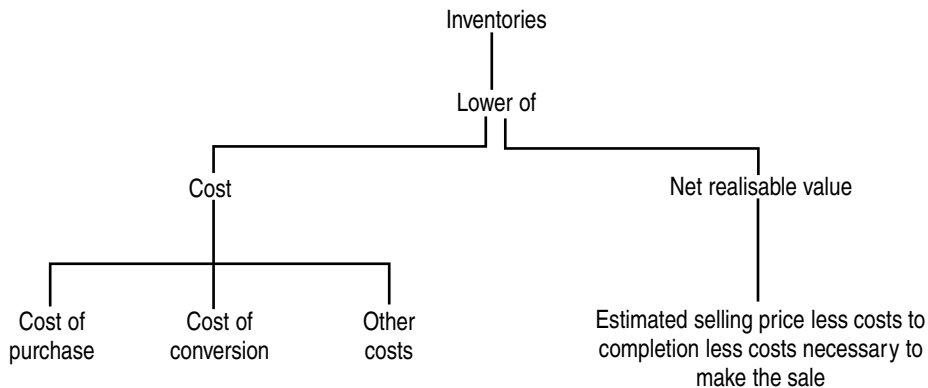 Inventories
Lower of
Cost
Net realisable value
Cost of
purchase
Cost of
conversion
Other
costs
Estimated selling price less costs to
completion less costs necessary to
make the sale